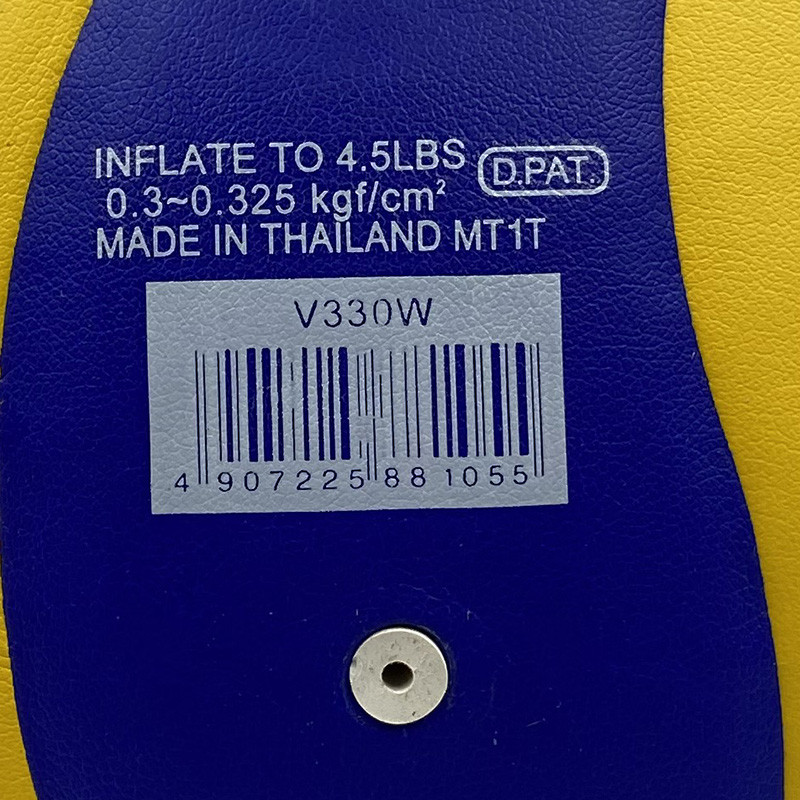 INFLATE TO 4.5LBS D.PAT.
0.3~0.325 kgf/cm²
MADE IN THAILAND MT1T
V330W
4 907225 881055